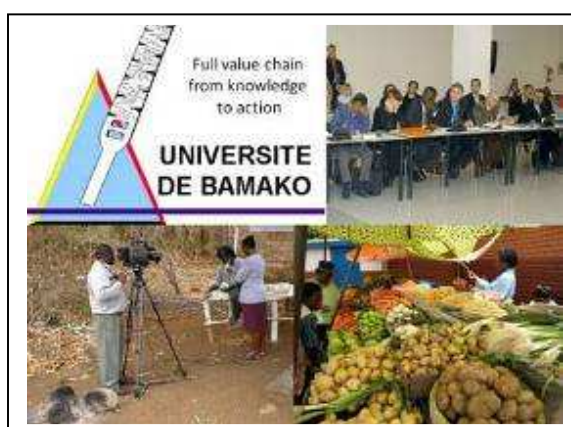 Full value chain
from knowledge
to action
UNIVERSITE
DE BAMAKO